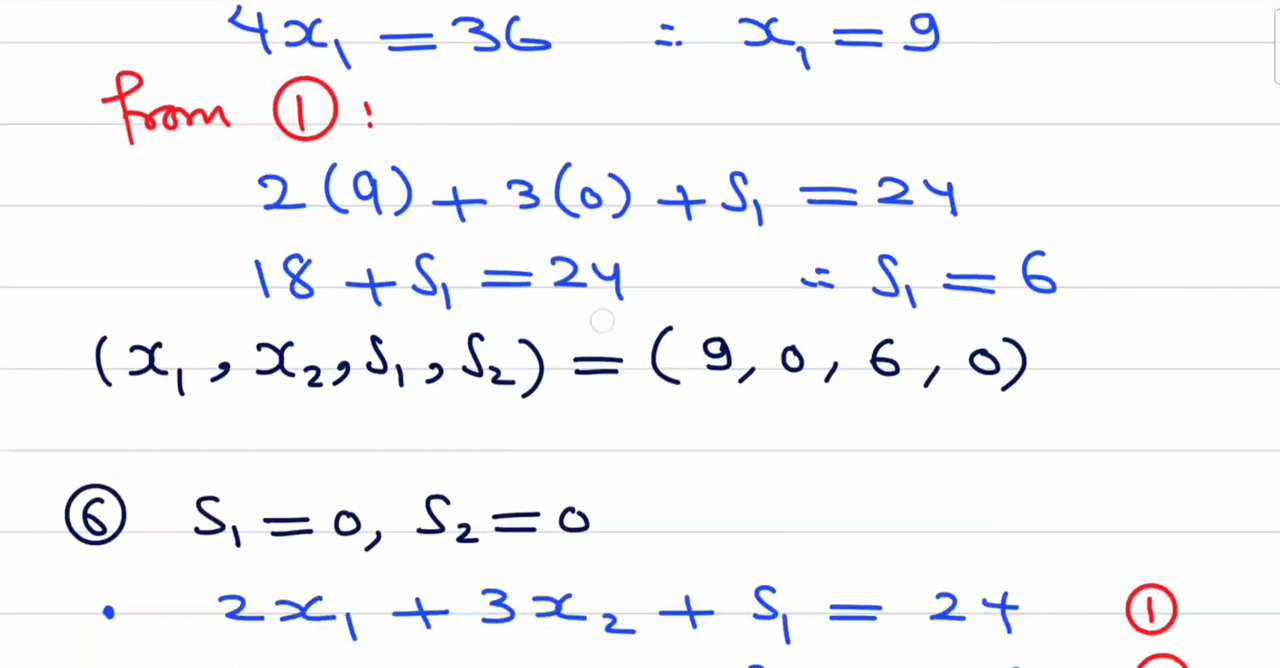 4x₁ = 36 ∴ x₁ = 9
from ① :
2(9) + 3(0) + S₁ = 24
18 + S₁ = 24 ∴ S₁ = 6
(x₁, x₂, S₁, S₂) = (9, 0, 6, 0)
⑥ S₁ = 0, S₂ = 0
• 2x₁ + 3x₂ + S₁ = 24 ①